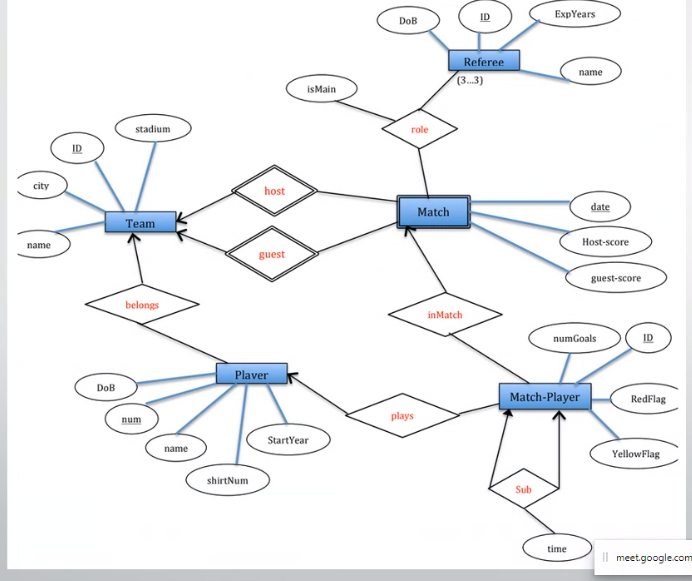 DoB
ID
ExpYears
Referee
(3...3)
name
isMain
role
stadium
ID
city
Team
name
host
guest
Match
date
Host-score
guest-score
belongs
inMatch
numGoals
ID
Player
DoB
num
name
shirtNum
StartYear
plays
Match-Player
RedFlag
YellowFlag
Sub
time
meet.google.com